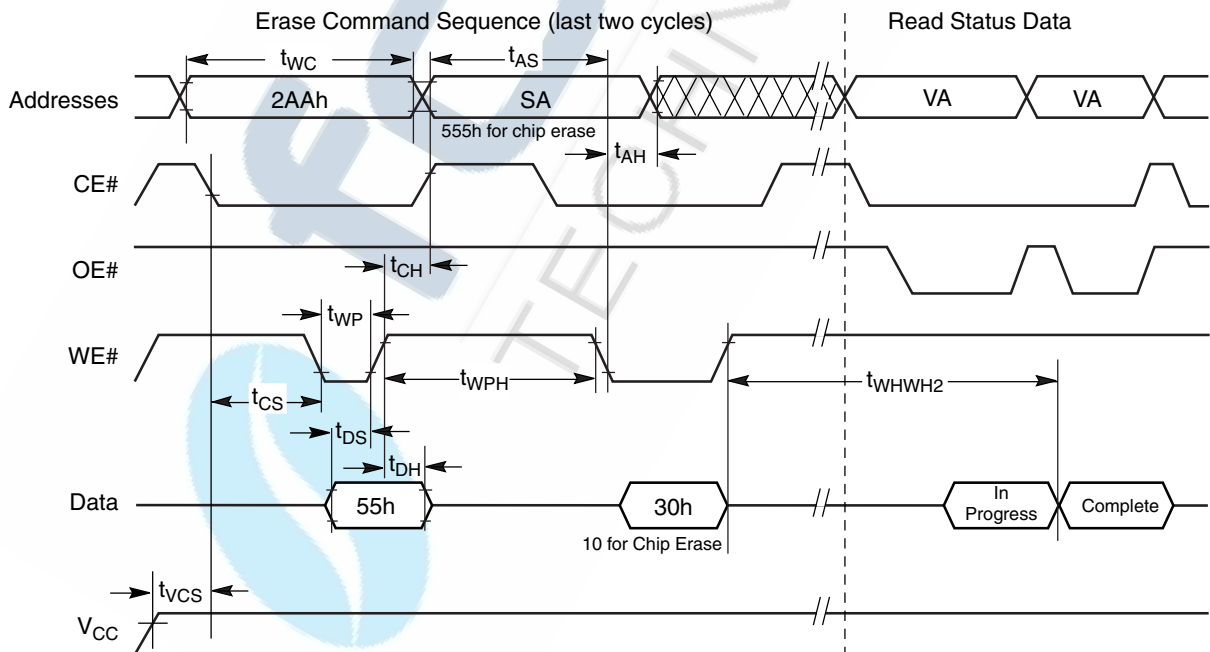 Erase Command Sequence (last two cycles)
Read Status Data
tWC
tAS
Addresses
2AAh
SA
VA
VA
555h for chip erase
tAH
CE#
OE#
tCH
tWP
WE#
tWPH
tWHWH2
tCS
tDS
tDH
Data
55h
30h
In
Progress
Complete
10 for Chip Erase
tVCS
VCC